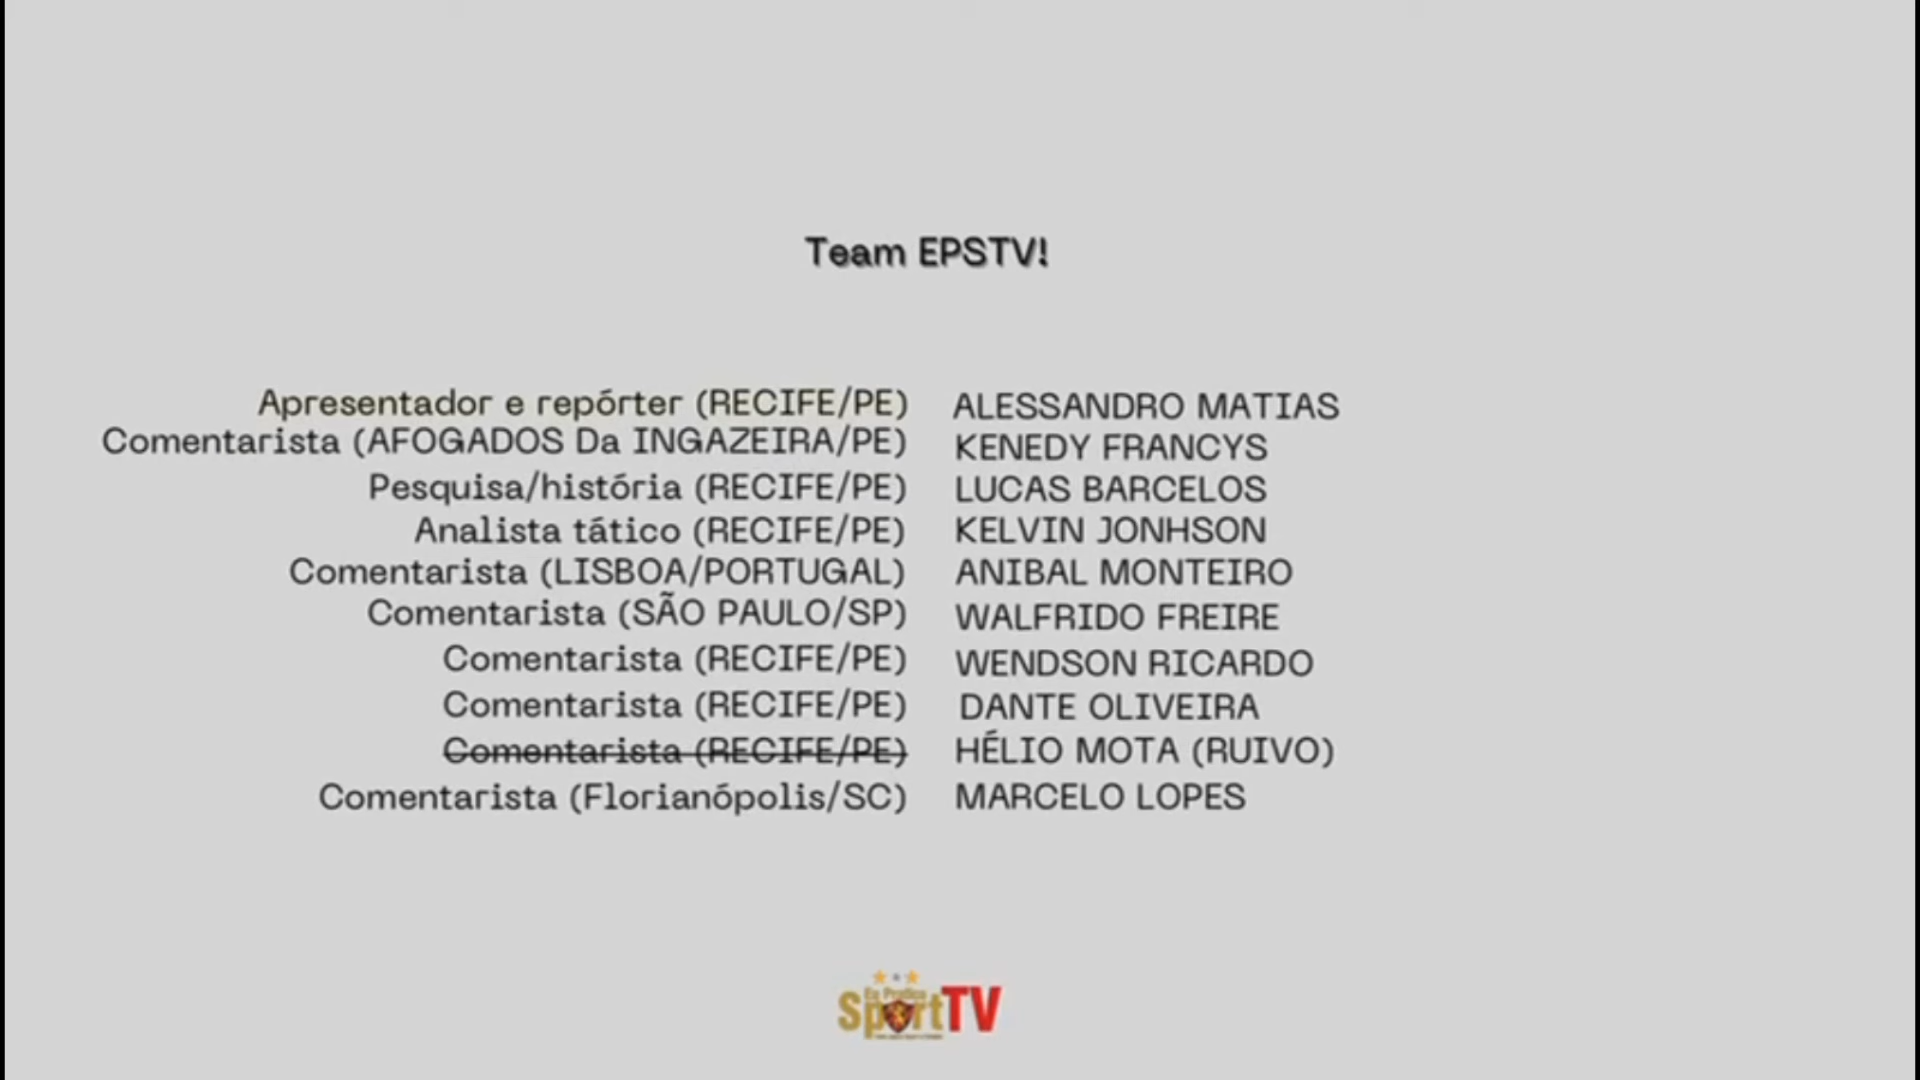 Team EPSTV!
Apresentador e repórter (RECIFE/PE) ALESSANDRO MATIAS
Comentarista (AFOGADOS Da INGAZEIRA/PE) KENEDY FRANCYS
Pesquisa/história (RECIFE/PE) LUCAS BARCELOS
Analista tático (RECIFE/PE) KELVIN JONHSON
Comentarista (LISBOA/PORTUGAL) ANIBAL MONTEIRO
Comentarista (SÃO PAULO/SP) WALFRIDO FREIRE
Comentarista (RECIFE/PE) WENDSON RICARDO
Comentarista (RECIFE/PE) DANTE OLIVEIRA
Comentarista (RECIFE/PE) HÉLIO MOTA (RUIVO)
Comentarista (Florianópolis/SC) MARCELO LOPES
Eu Pratico
SportTV